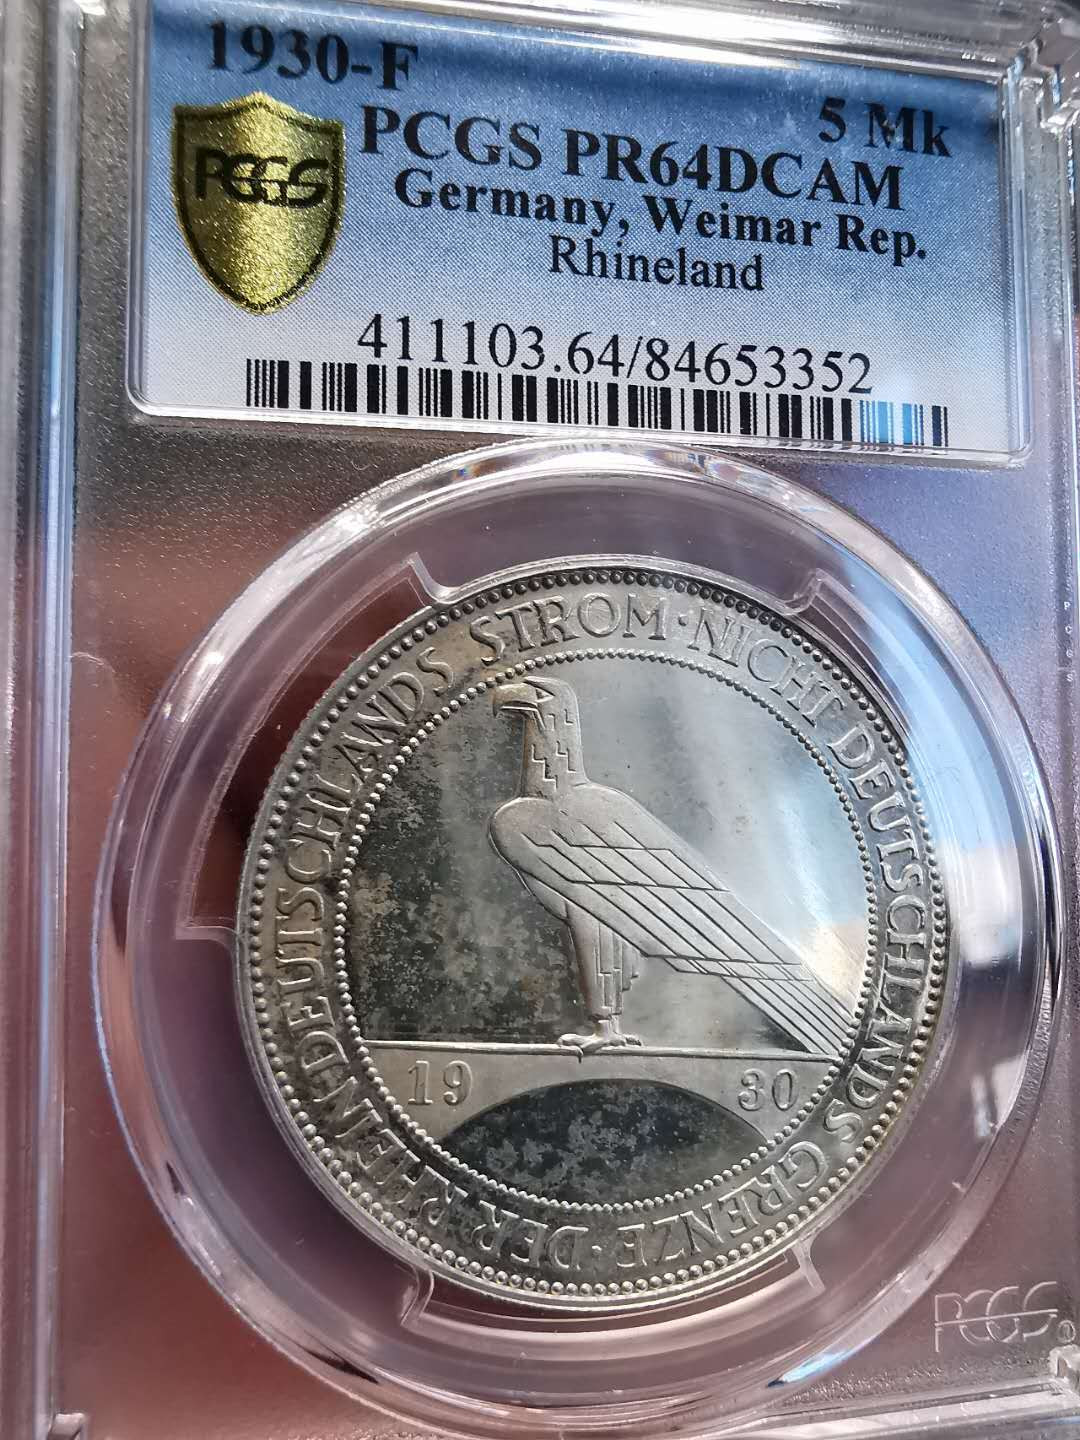 1930-F
5 Mk
PCGS
PCGS PR64DCAM
Germany, Weimar Rep.
Rhineland
411103.64/84653352
DER·RHEIN·DEUTSCHLANDS STROM·NICHT DEUTSCHLANDS GRENZE·
19 30
PCGS
PCGS